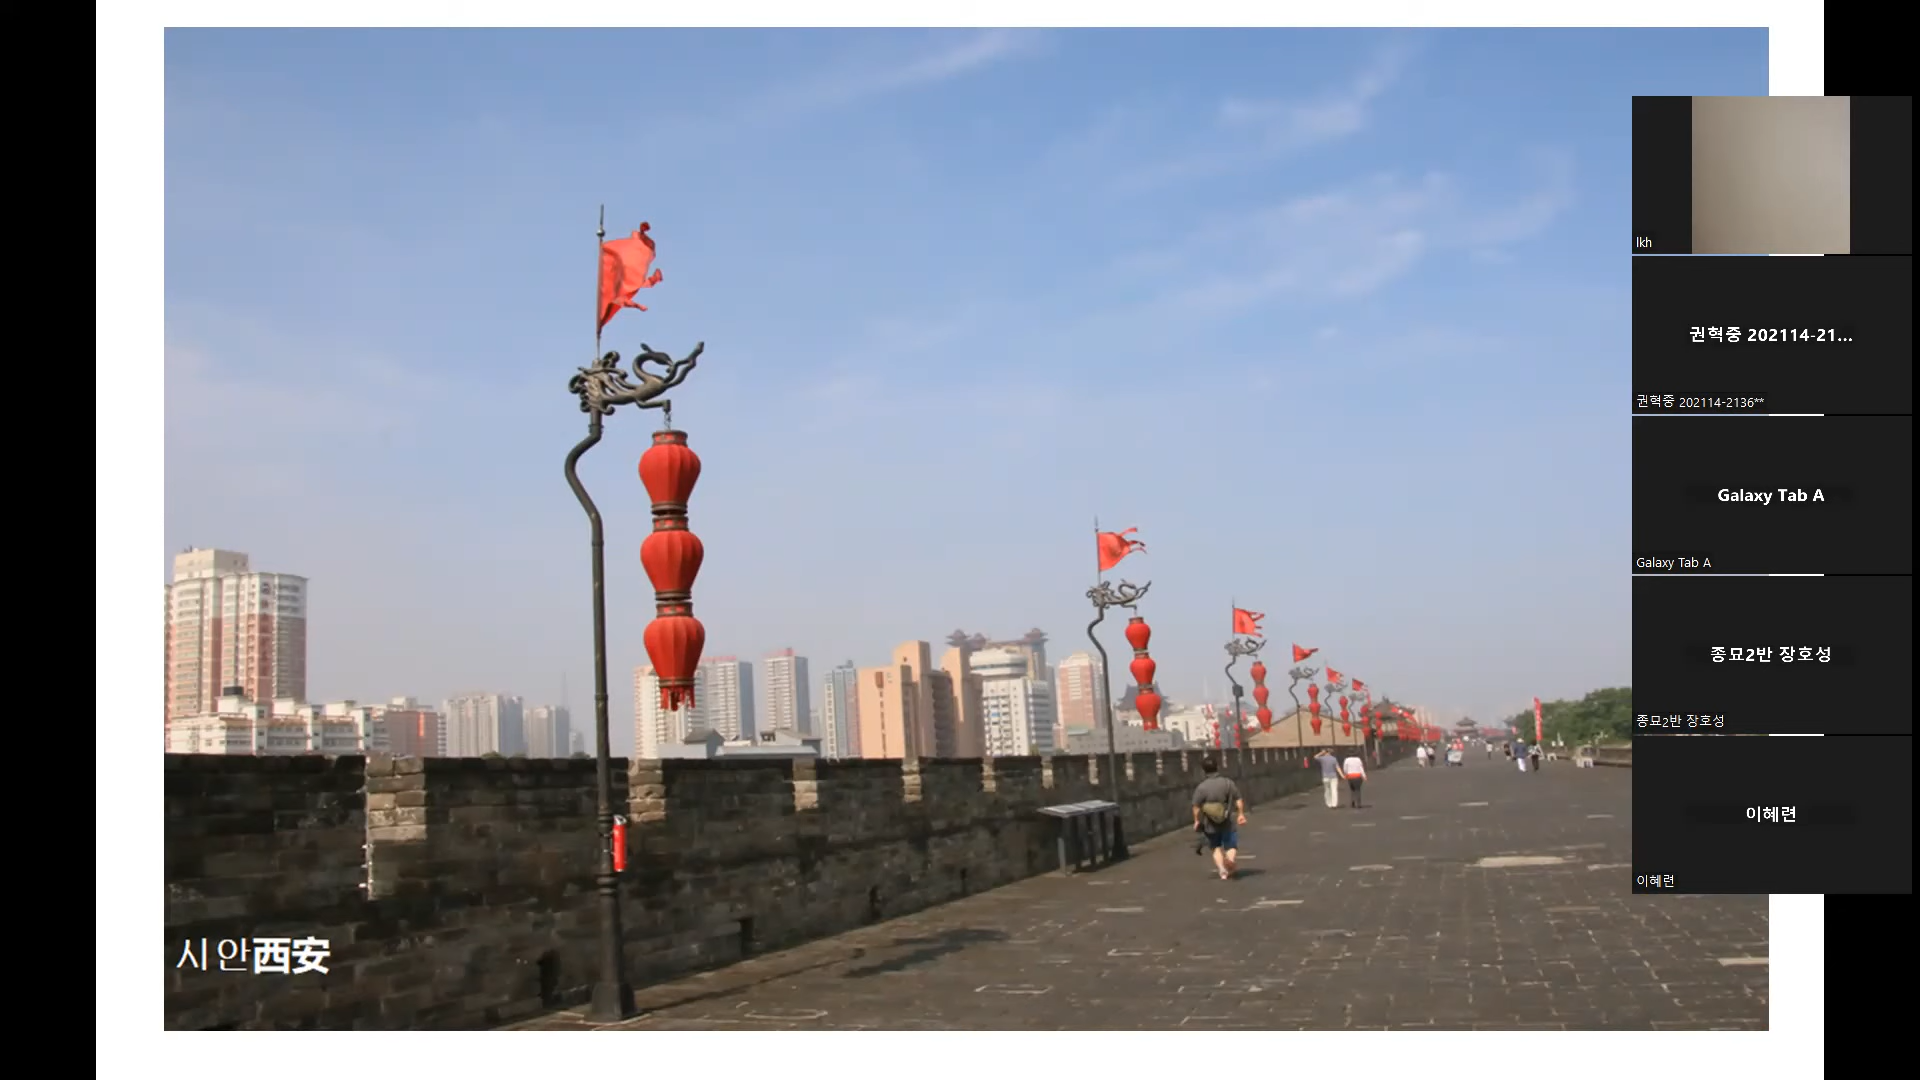 시안西安
lkh
권혁중 202114-21...
권혁중 202114-2136**
Galaxy Tab A
Galaxy Tab A
종묘2반 장호성
종묘2반 장호성
이혜련
이혜련